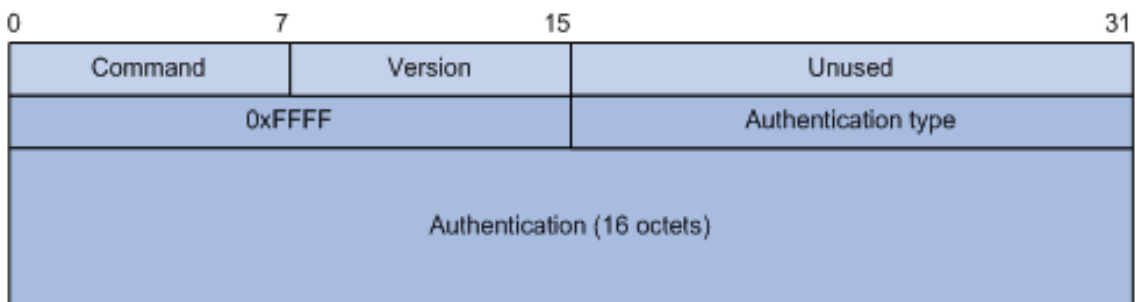 0 7 15 31
Command Version Unused
0xFFFF Authentication type
Authentication (16 octets)